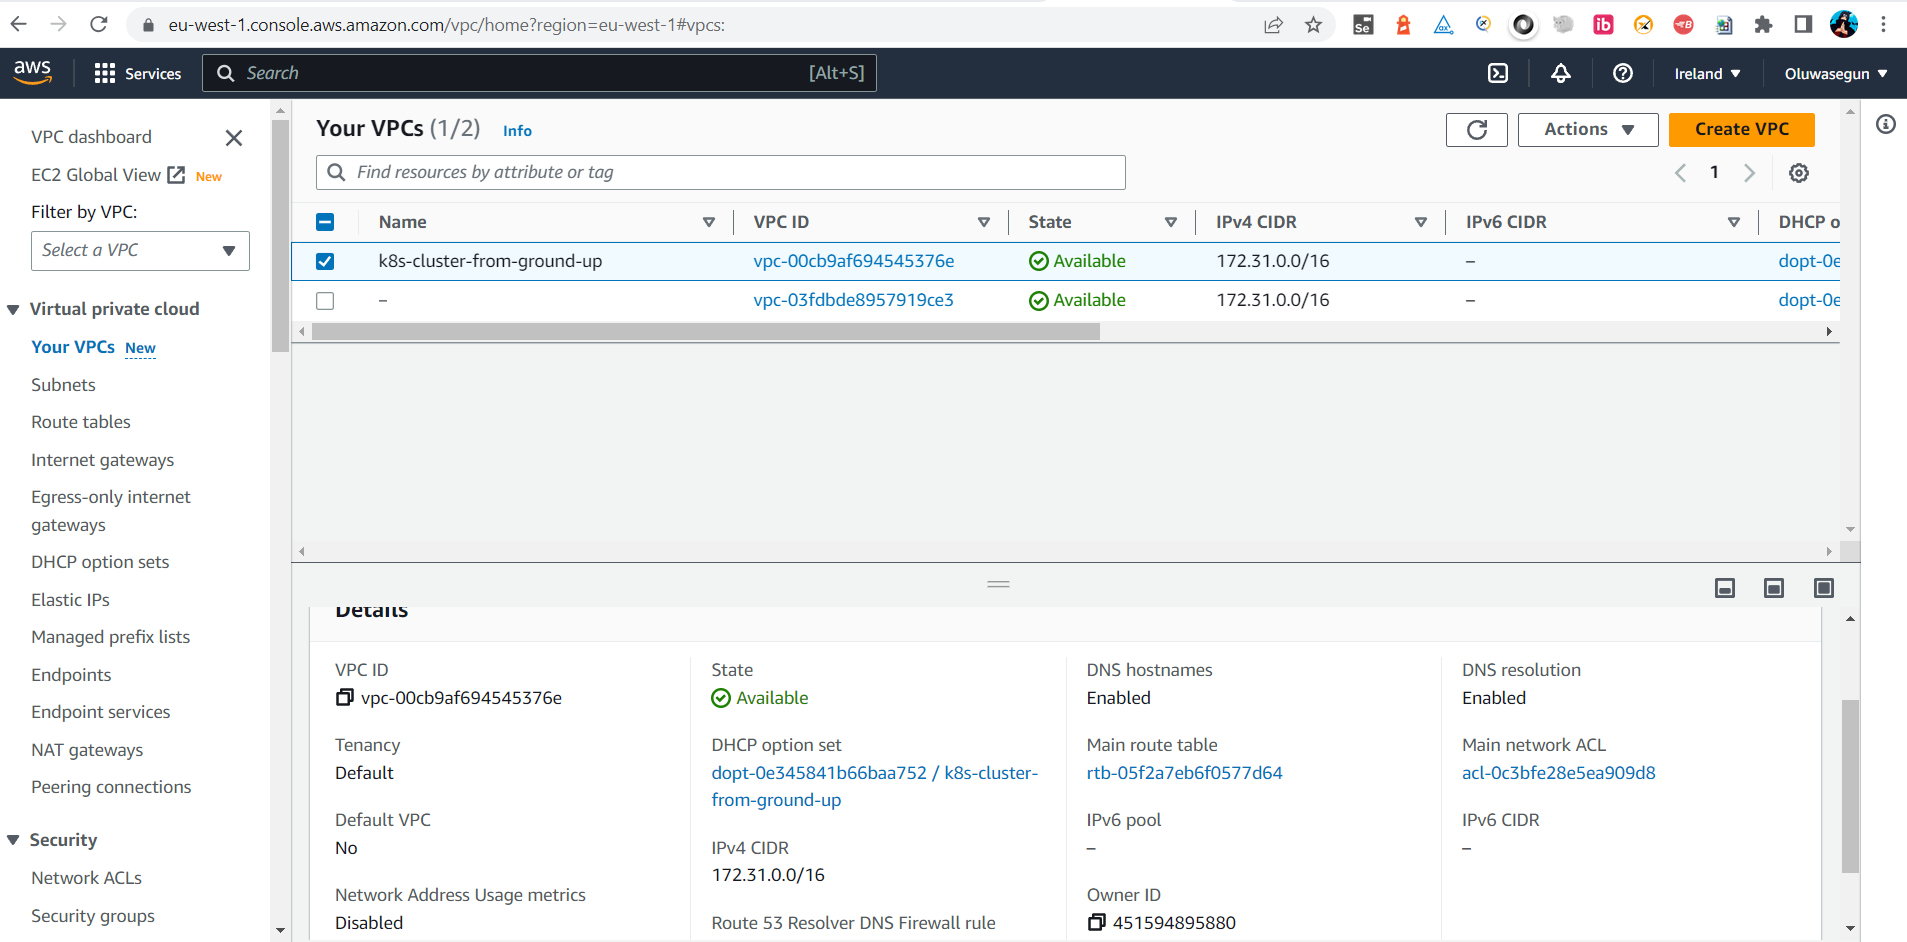 eu-west-1.console.aws.amazon.com/vpc/home?region=eu-west-1#vpcs:
aws Services Search [Alt+S] Ireland Oluwasegun
VPC dashboard
EC2 Global View New
Filter by VPC:
Select a VPC
Virtual private cloud
Your VPCs New
Subnets
Route tables
Internet gateways
Egress-only internet
gateways
DHCP option sets
Elastic IPs
Managed prefix lists
Endpoints
Endpoint services
NAT gateways
Peering connections
Security
Network ACLs
Security groups
Your VPCs (1/2) Info
Actions Create VPC
Find resources by attribute or tag
1
Name VPC ID State IPv4 CIDR IPv6 CIDR DHCP o
k8s-cluster-from-ground-up vpc-00cb9af694545376e Available 172.31.0.0/16 – dopt-0e
– vpc-03fdbde8957919ce3 Available 172.31.0.0/16 – dopt-0e
Details
VPC ID
vpc-00cb9af694545376e
State
Available
DNS hostnames
Enabled
DNS resolution
Enabled
Tenancy
Default
DHCP option set
dopt-0e345841b66baa752 / k8s-cluster-
from-ground-up
Main route table
rtb-05f2a7eb6f0577d64
Main network ACL
acl-0c3bfe28e5ea909d8
Default VPC
No
IPv4 CIDR
172.31.0.0/16
IPv6 pool
–
IPv6 CIDR
–
Network Address Usage metrics
Disabled
Route 53 Resolver DNS Firewall rule
Owner ID
451594895880